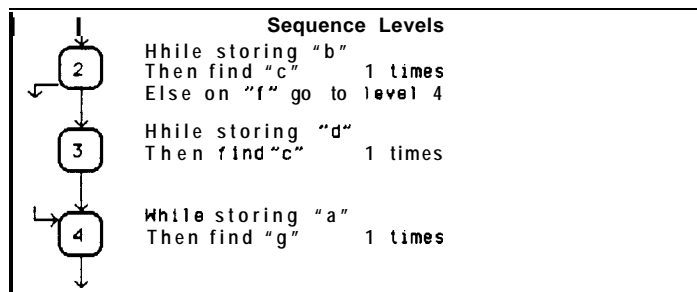 Sequence Levels
2
Hhile storing "b"
Then find "c" 1 times
Else on "f" go to level 4
3
Hhile storing "d"
Then find "c" 1 times
4
While storing "a"
Then find "g" 1 times